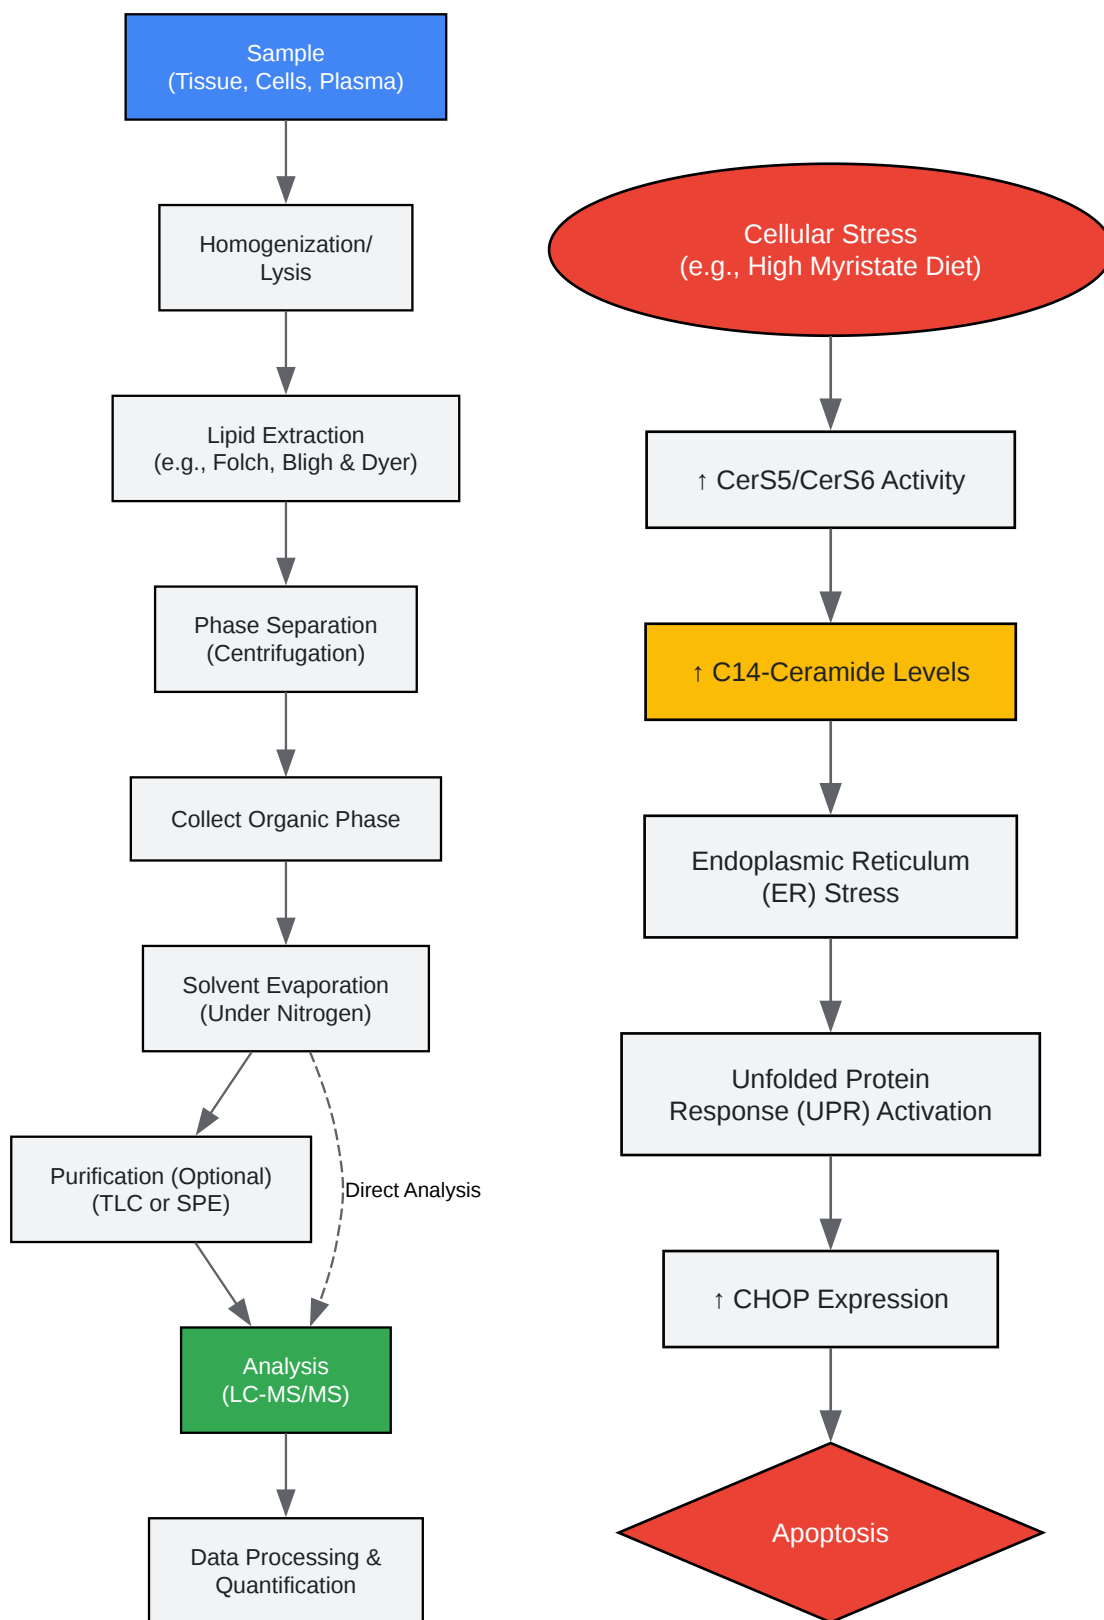 Sample
(Tissue, Cells, Plasma)
Homogenization/
Lysis
Lipid Extraction
(e.g., Folch, Bligh & Dyer)
Phase Separation
(Centrifugation)
Collect Organic Phase
Solvent Evaporation
(Under Nitrogen)
Purification (Optional)
(TLC or SPE)
Direct Analysis
Analysis
(LC-MS/MS)
Data Processing &
Quantification
Cellular Stress
(e.g., High Myristate Diet)
↑ CerS5/CerS6 Activity
↑ C14-Ceramide Levels
Endoplasmic Reticulum
(ER) Stress
Unfolded Protein
Response (UPR) Activation
↑ CHOP Expression
Apoptosis